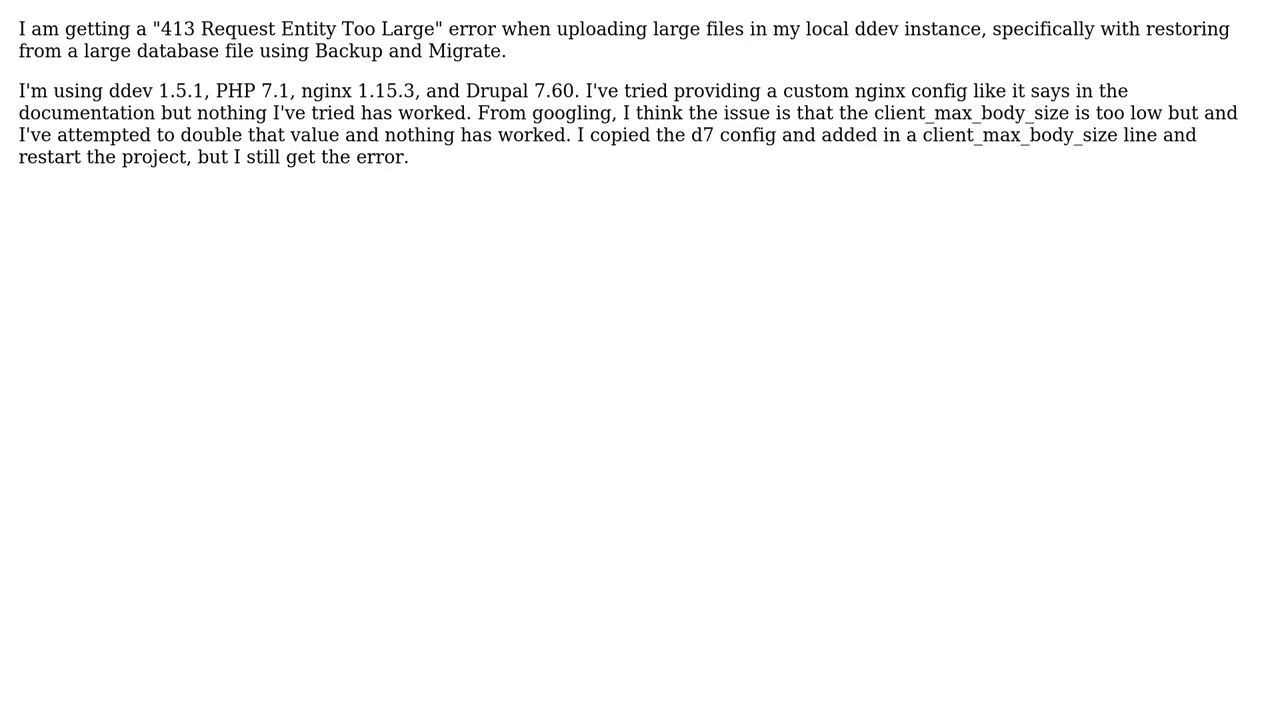 I am getting a "413 Request Entity Too Large" error when uploading large files in my local ddev instance, specifically with restoring
from a large database file using Backup and Migrate.
I'm using ddev 1.5.1, PHP 7.1, nginx 1.15.3, and Drupal 7.60. I've tried providing a custom nginx config like it says in the
documentation but nothing I've tried has worked. From googling, I think the issue is that the client_max_body_size is too low but and
I've attempted to double that value and nothing has worked. I copied the d7 config and added in a client_max_body_size line and
restart the project, but I still get the error.